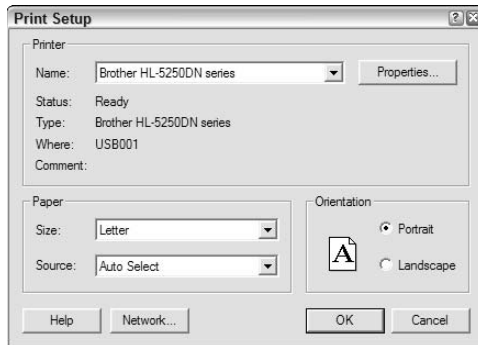 Print Setup
Printer
Name: Brother HL-5250DN series Properties...
Status: Ready
Type: Brother HL-5250DN series
Where: USB001
Comment:
Paper
Size: Letter
Source: Auto Select
Orientation
A
Portrait
Landscape
Help Network... OK Cancel